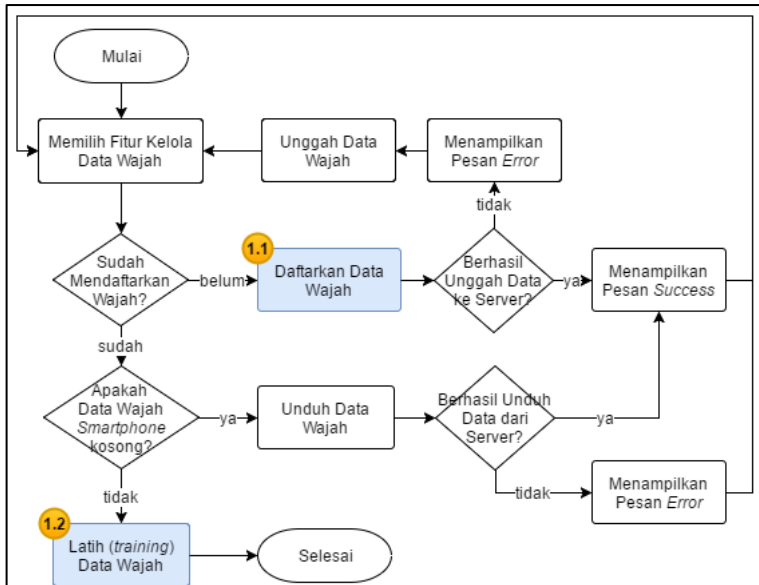 Mulai
Memilih Fitur Kelola
Data Wajah
Unggah Data
Wajah
Menampilkan
Pesan Error
tidak
Sudah
Mendaftarkan
Wajah?
belum
1.1
Daftarkan Data
Wajah
Berhasil
Unggah Data
ke Server?
ya
Menampilkan
Pesan Success
sudah
Apakah
Data Wajah
Smartphone
kosong?
ya
Unduh Data
Wajah
Berhasil Unduh
Data dari
Server?
ya
tidak
Menampilkan
Pesan Error
tidak
1.2
Latih (training)
Data Wajah
Selesai